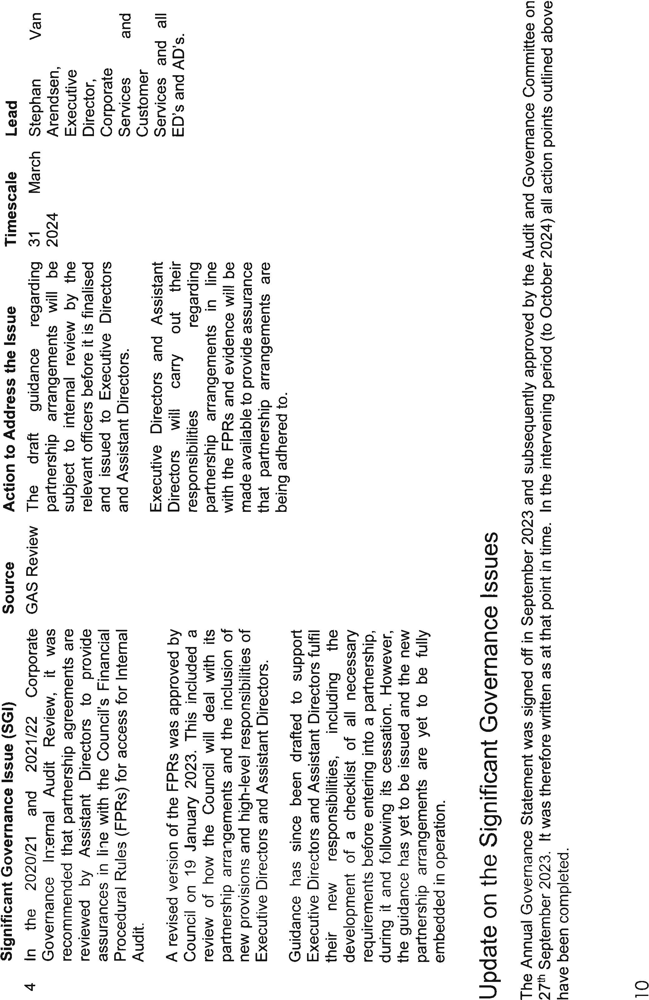 Significant Governance Issue (SGI)
Source
Action to Address the Issue
Timescale
Lead
4
In the 2020/21 and 2021/22 Corporate
Governance Internal Audit Review, it was
recommended that partnership agreements are
reviewed by Assistant Directors to provide
assurances in line with the Council's Financial
Procedural Rules (FPRs) for access for Internal
Audit.
A revised version of the FPRs was approved by
Council on 19 January 2023. This included a
review of how the Council will deal with its
partnership arrangements and the inclusion of
new provisions and high-level responsibilities of
Executive Directors and Assistant Directors.
Guidance has since been drafted to support
Executive Directors and Assistant Directors fulfil
their new responsibilities, including the
development of a checklist of all necessary
requirements before entering into a partnership,
during it and following its cessation. However,
the guidance has yet to be issued and the new
partnership arrangements are yet to be fully
embedded in operation.
GAS Review
The draft guidance regarding
partnership arrangements will be
subject to internal review by the
relevant officers before it is finalised
and issued to Executive Directors
and Assistant Directors.
Executive Directors and Assistant
Directors will carry out their
responsibilities regarding
partnership arrangements in line
with the FPRs and evidence will be
made available to provide assurance
that partnership arrangements are
being adhered to.
31 March
2024
Stephan Van
Arendsen,
Executive
Director,
Corporate
Services and
Customer
Services and all
ED's and AD's.
Update on the Significant Governance Issues
The Annual Governance Statement was signed off in September 2023 and subsequently approved by the Audit and Governance Committee on
27th September 2023. It was therefore written as at that point in time. In the intervening period (to October 2024) all action points outlined above
have been completed.
10